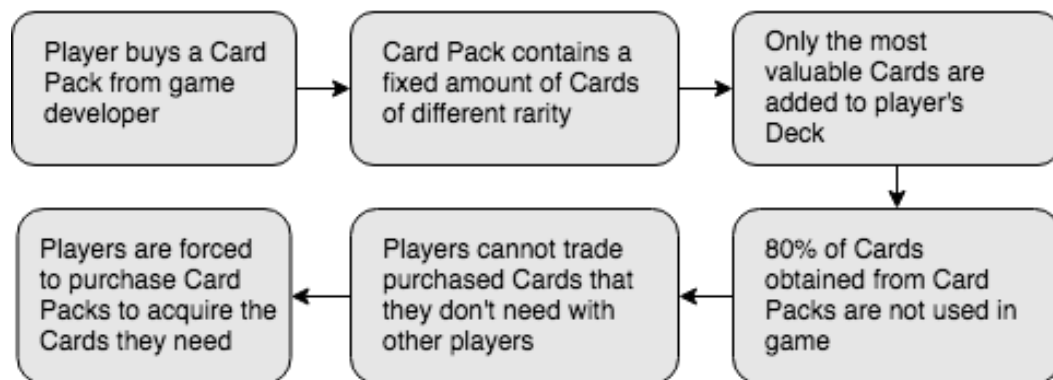 Player buys a Card
Pack from game
developer
Card Pack contains a
fixed amount of Cards
of different rarity
Only the most
valuable Cards are
added to player's
Deck
80% of Cards
obtained from Card
Packs are not used in
game
Players cannot trade
purchased Cards that
they don't need with
other players
Players are forced
to purchase Card
Packs to acquire the
Cards they need